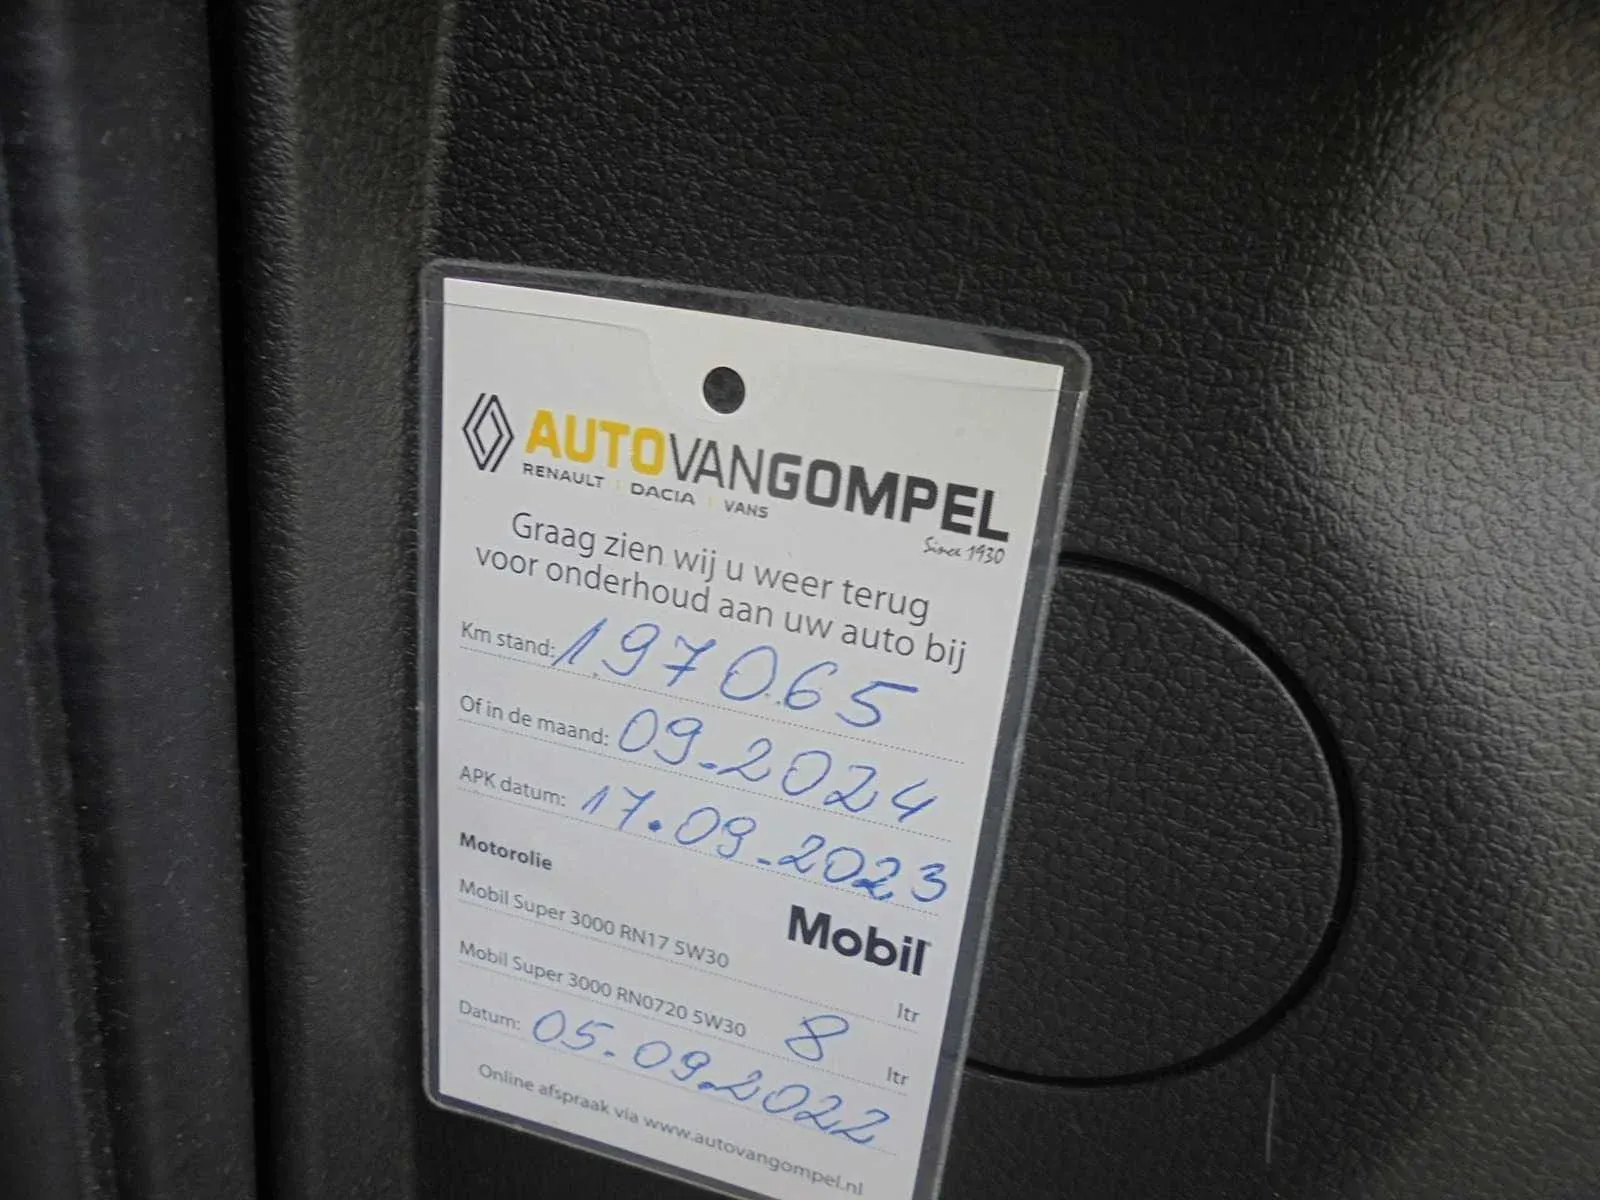 AUTOVANGOMPEL
RENAULT | DACIA | VANS
Since 1930
Graag zien wij u weer terug
voor onderhoud aan uw auto bij
Km stand: 197065
Of in de maand: 09-2024
APK datum: 17.09-2023
Motorolie
Mobil
Mobil Super 3000 RN17 5W30 ltr
Mobil Super 3000 RN0720 5W30 8 ltr
Datum: 05.09.2022
Online afspraak via www.autovangompel.nl